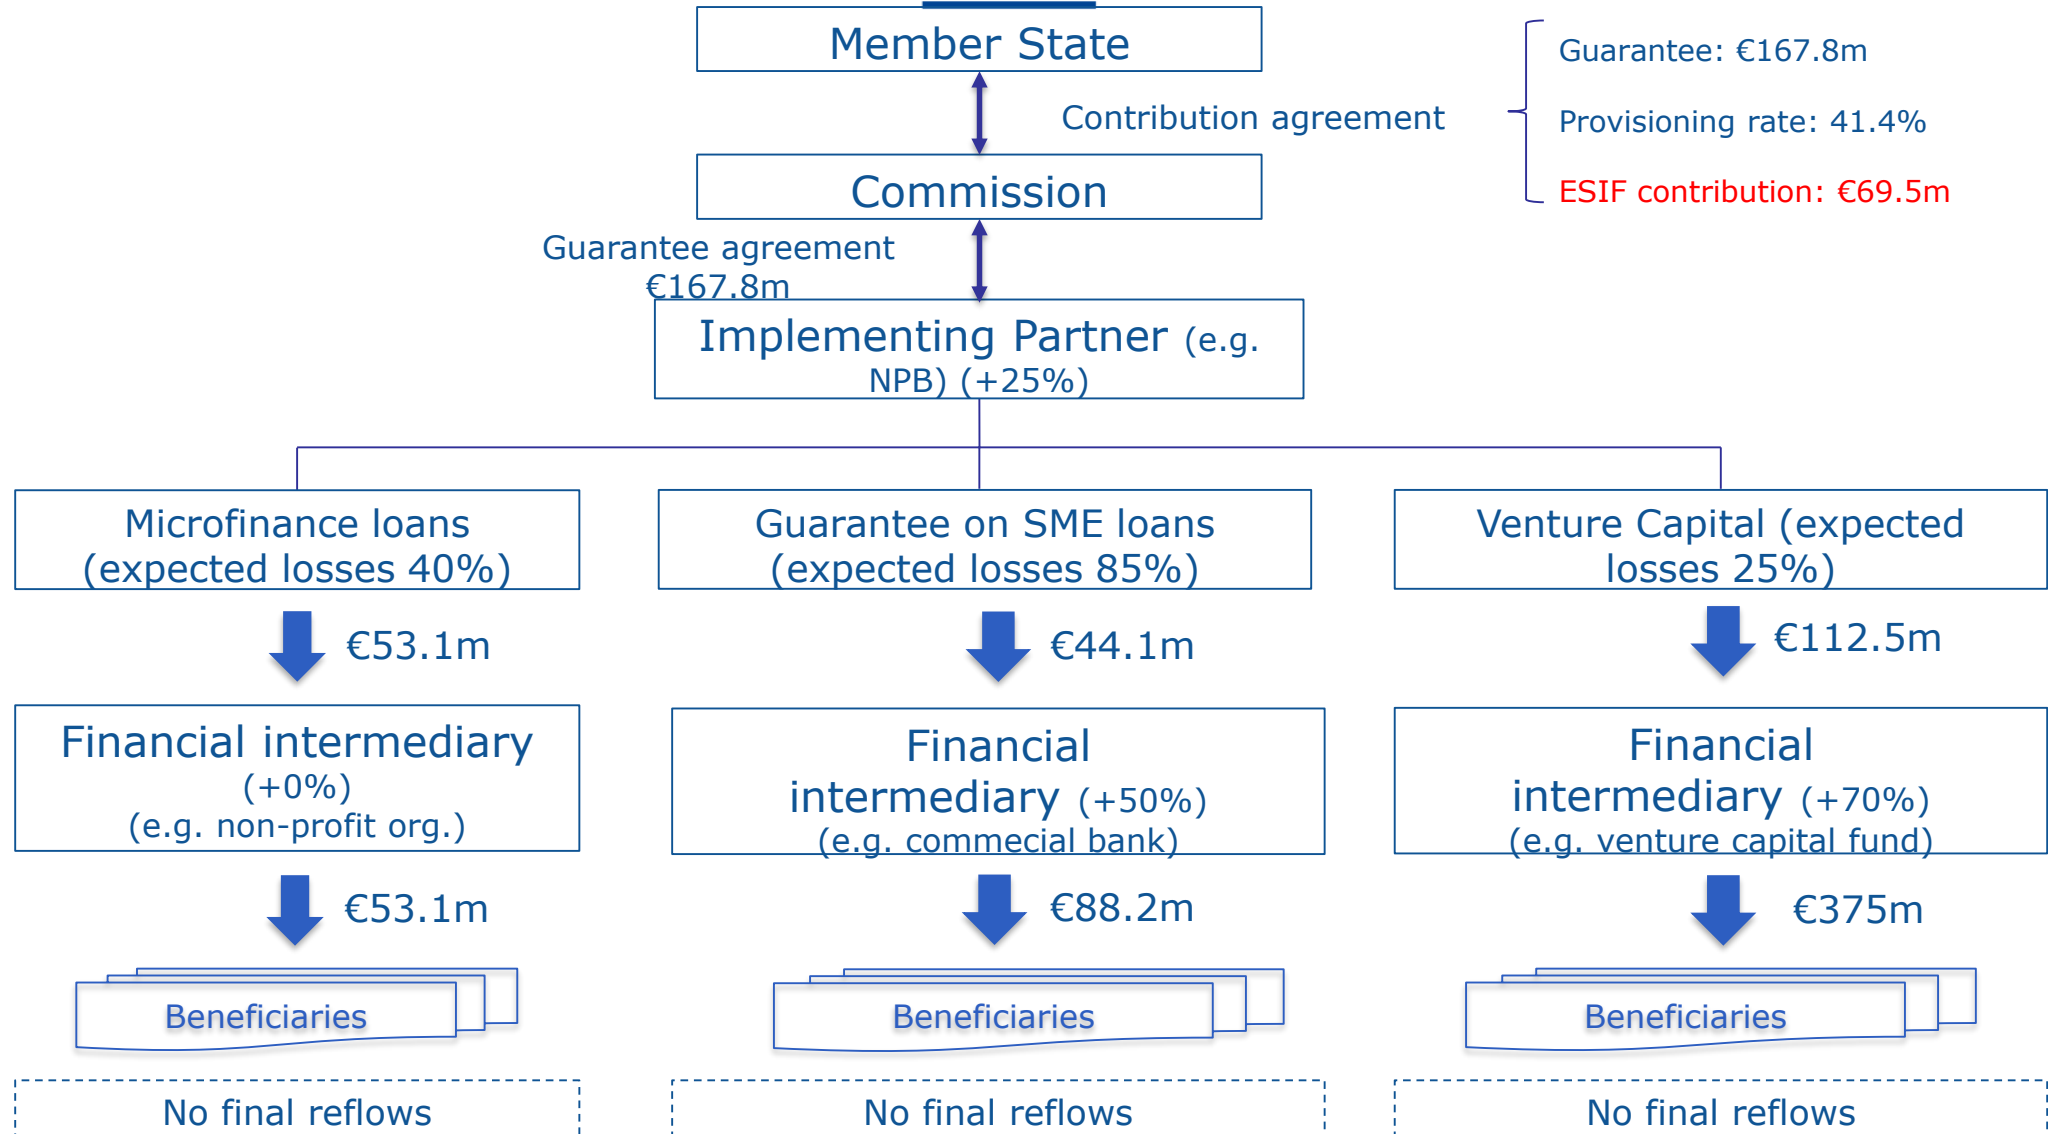 Member State
Guarantee: €167.8m
Contribution agreement
Provisioning rate: 41.4%
ESIF contribution: €69.5m
Commission
Guarantee agreement
€167.8m
Implementing Partner (e.g.
NPB) (+25%)
Microfinance loans
(expected losses 40%)
Guarantee on SME loans
(expected losses 85%)
Venture Capital (expected
losses 25%)
€53.1m
€44.1m
€112.5m
Financial intermediary
(+0%)
(e.g. non-profit org.)
Financial
intermediary (+50%)
(e.g. commecial bank)
Financial
intermediary (+70%)
(e.g. venture capital fund)
€53.1m
€88.2m
€375m
Beneficiaries
Beneficiaries
Beneficiaries
No final reflows
No final reflows
No final reflows